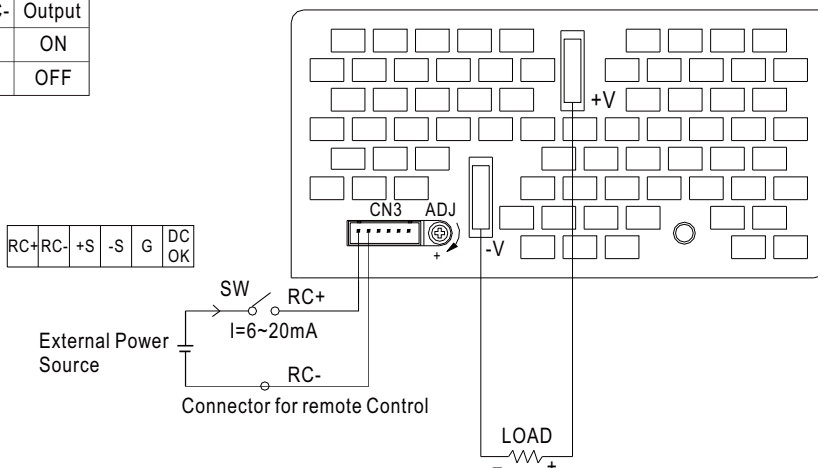 Output
ON
OFF
+V
CN3 ADJ
+
-V
RC+ RC- +S -S G DC OK
SW RC+
I=6~20mA
External Power
Source
RC-
Connector for remote Control
LOAD
- +